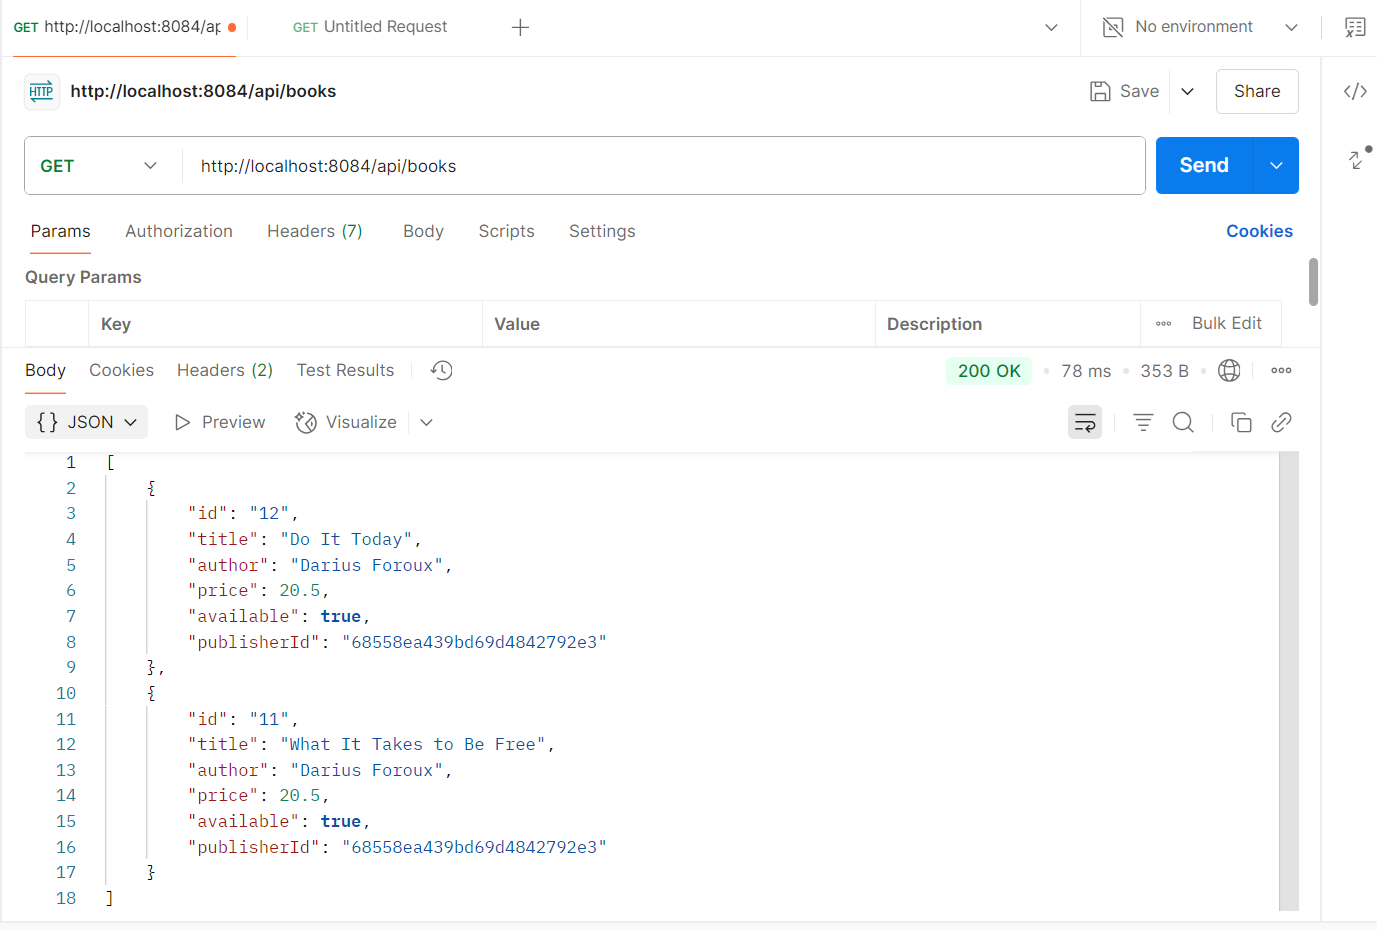 GET http://localhost:8084/ap
GET Untitled Request
No environment
HTTP http://localhost:8084/api/books
Save
Share
GET
http://localhost:8084/api/books
Send
Params Authorization Headers (7) Body Scripts Settings Cookies
Query Params
Key Value Description Bulk Edit
Body Cookies Headers (2) Test Results 200 OK 78 ms 353 B
{} JSON Preview Visualize
1 [
2 {
3 "id": "12",
4 "title": "Do It Today",
5 "author": "Darius Foroux",
6 "price": 20.5,
7 "available": true,
8 "publisherId": "68558ea439bd69d4842792e3"
9 },
10 {
11 "id": "11",
12 "title": "What It Takes to Be Free",
13 "author": "Darius Foroux",
14 "price": 20.5,
15 "available": true,
16 "publisherId": "68558ea439bd69d4842792e3"
17 }
18 ]